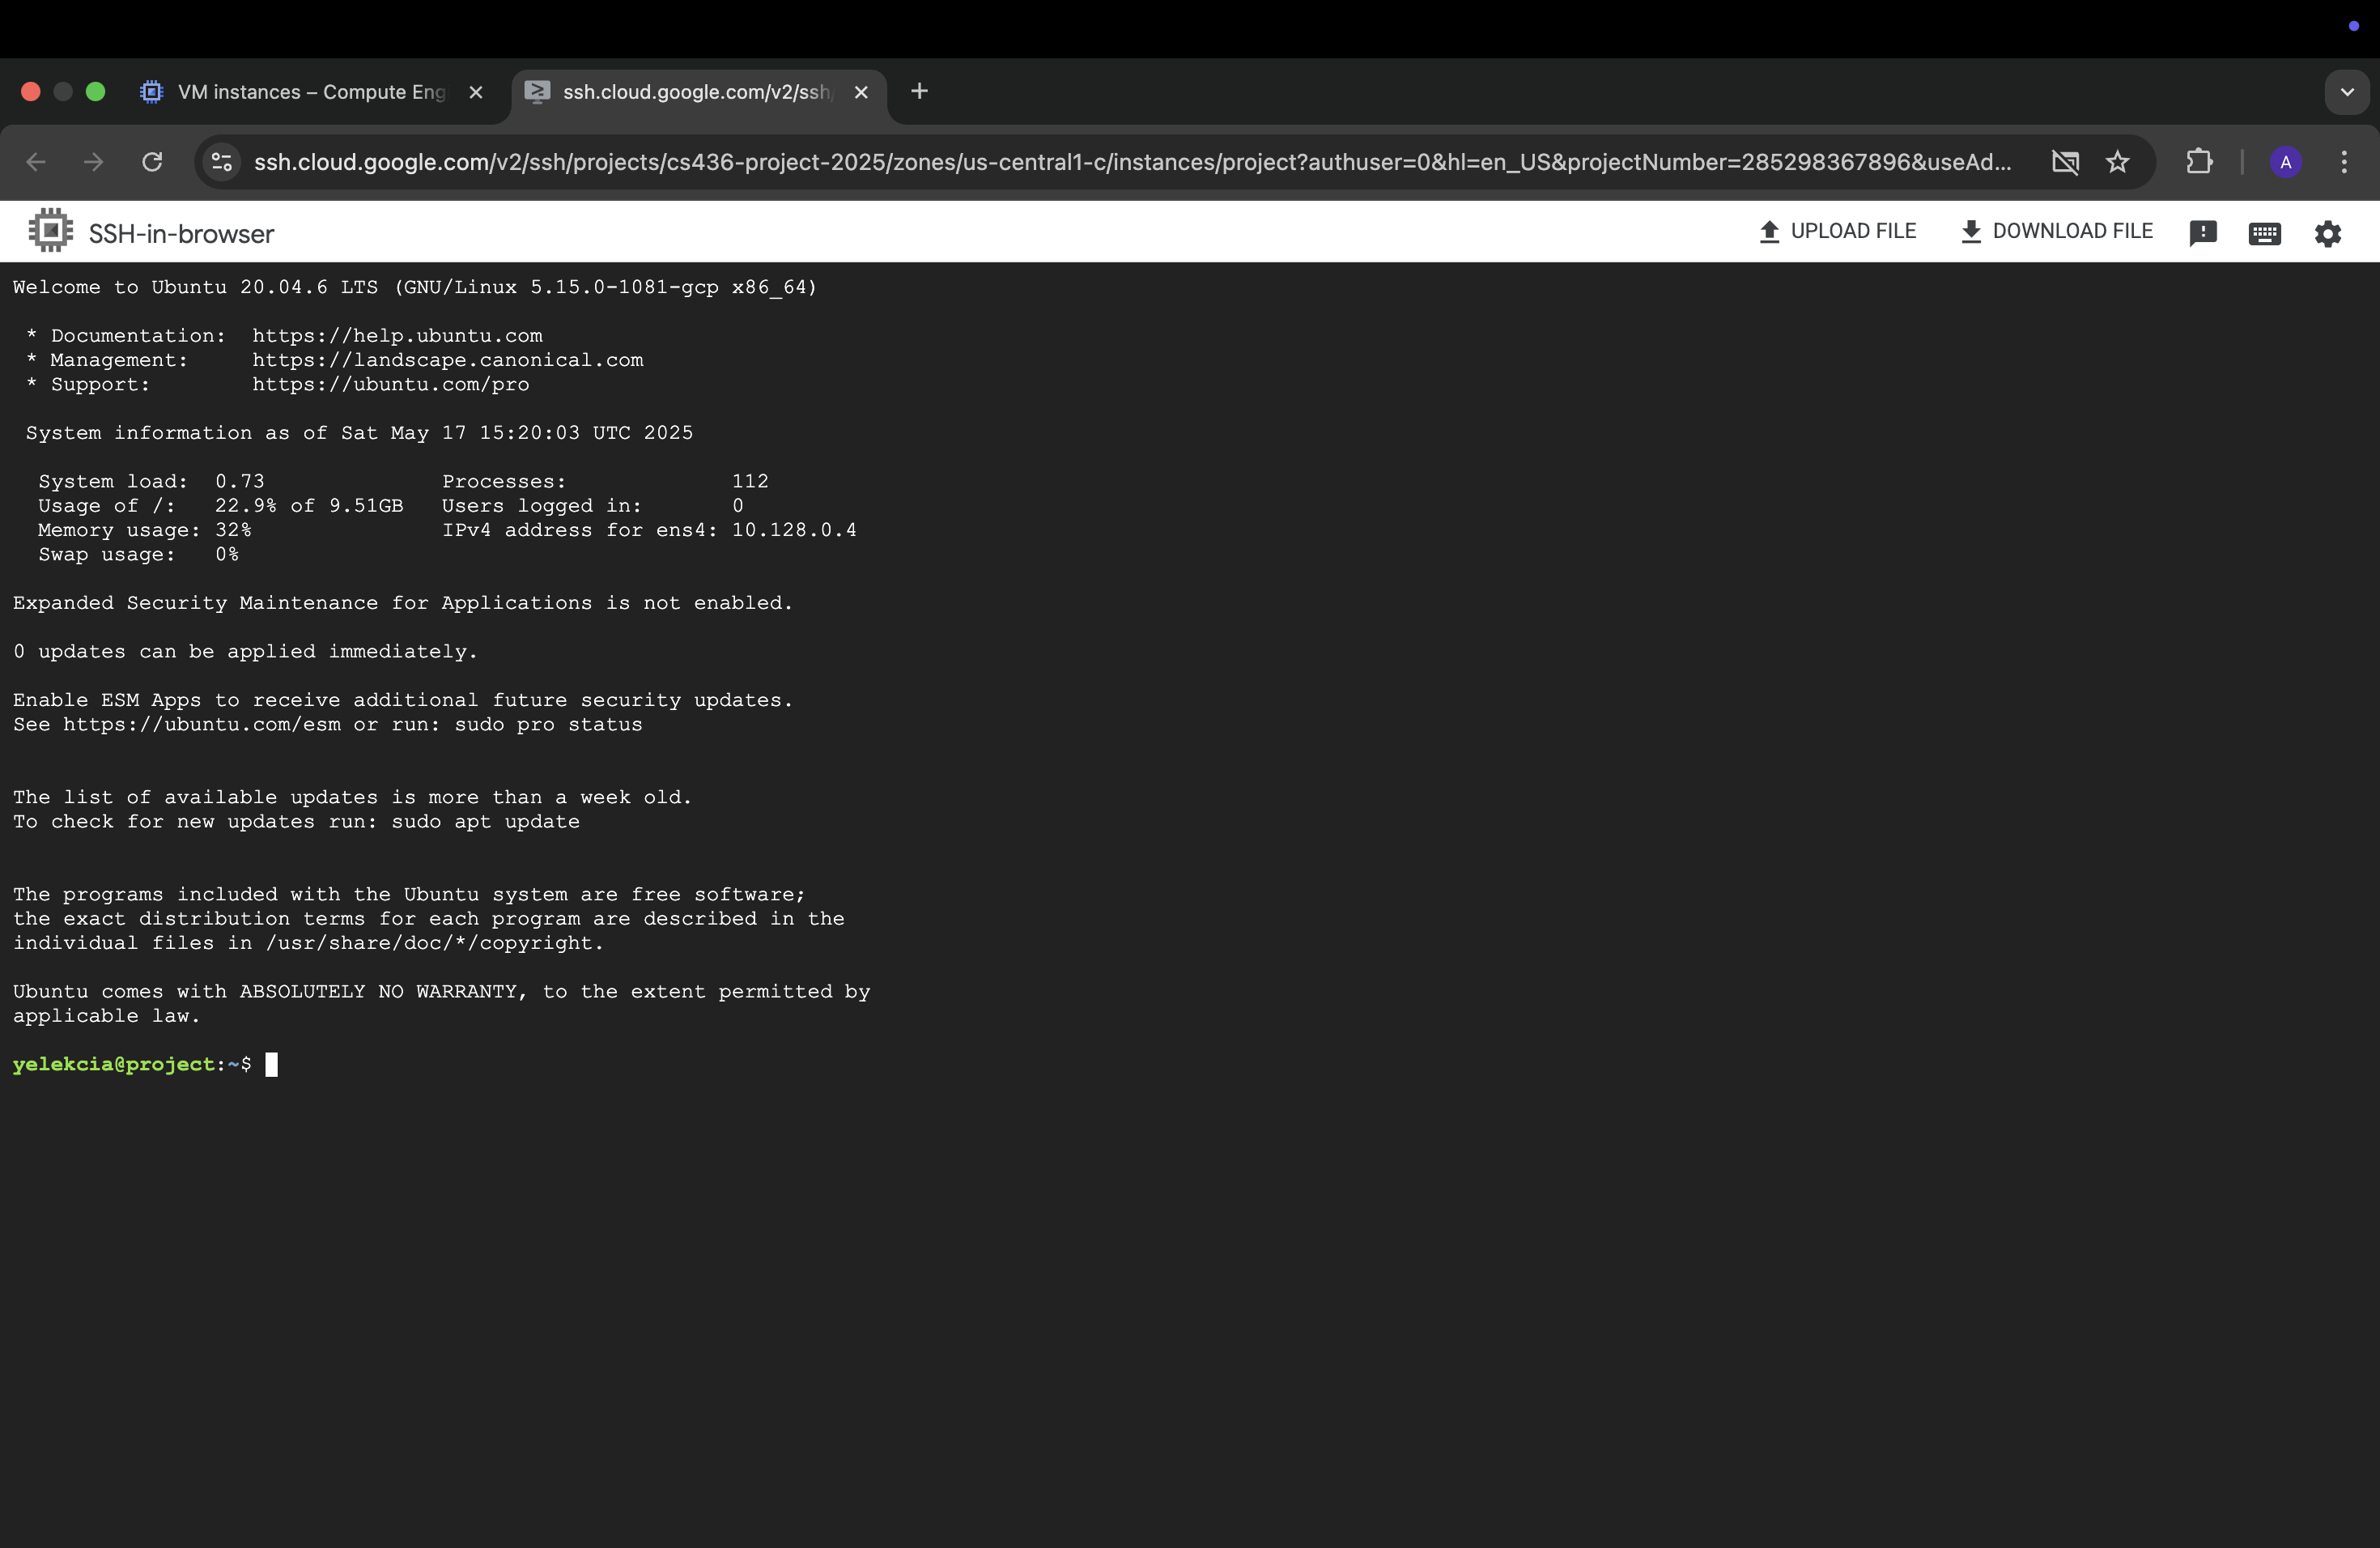 VM instances – Compute Eng
ssh.cloud.google.com/v2/ssh/
ssh.cloud.google.com/v2/ssh/projects/cs436-project-2025/zones/us-central1-c/instances/project?authuser=0&hl=en_US&projectNumber=285298367896&useAd...
A
SSH-in-browser
UPLOAD FILE
DOWNLOAD FILE
Welcome to Ubuntu 20.04.6 LTS (GNU/Linux 5.15.0-1081-gcp x86_64)
* Documentation:  https://help.ubuntu.com
* Management:     https://landscape.canonical.com
* Support:        https://ubuntu.com/pro
System information as of Sat May 17 15:20:03 UTC 2025
System load:  0.73              Processes:             112
Usage of /:   22.9% of 9.51GB   Users logged in:       0
Memory usage: 32%               IPv4 address for ens4: 10.128.0.4
Swap usage:   0%
Expanded Security Maintenance for Applications is not enabled.
0 updates can be applied immediately.
Enable ESM Apps to receive additional future security updates.
See https://ubuntu.com/esm or run: sudo pro status
The list of available updates is more than a week old.
To check for new updates run: sudo apt update
The programs included with the Ubuntu system are free software;
the exact distribution terms for each program are described in the
individual files in /usr/share/doc/*/copyright.
Ubuntu comes with ABSOLUTELY NO WARRANTY, to the extent permitted by
applicable law.
yelekcia@project:~$